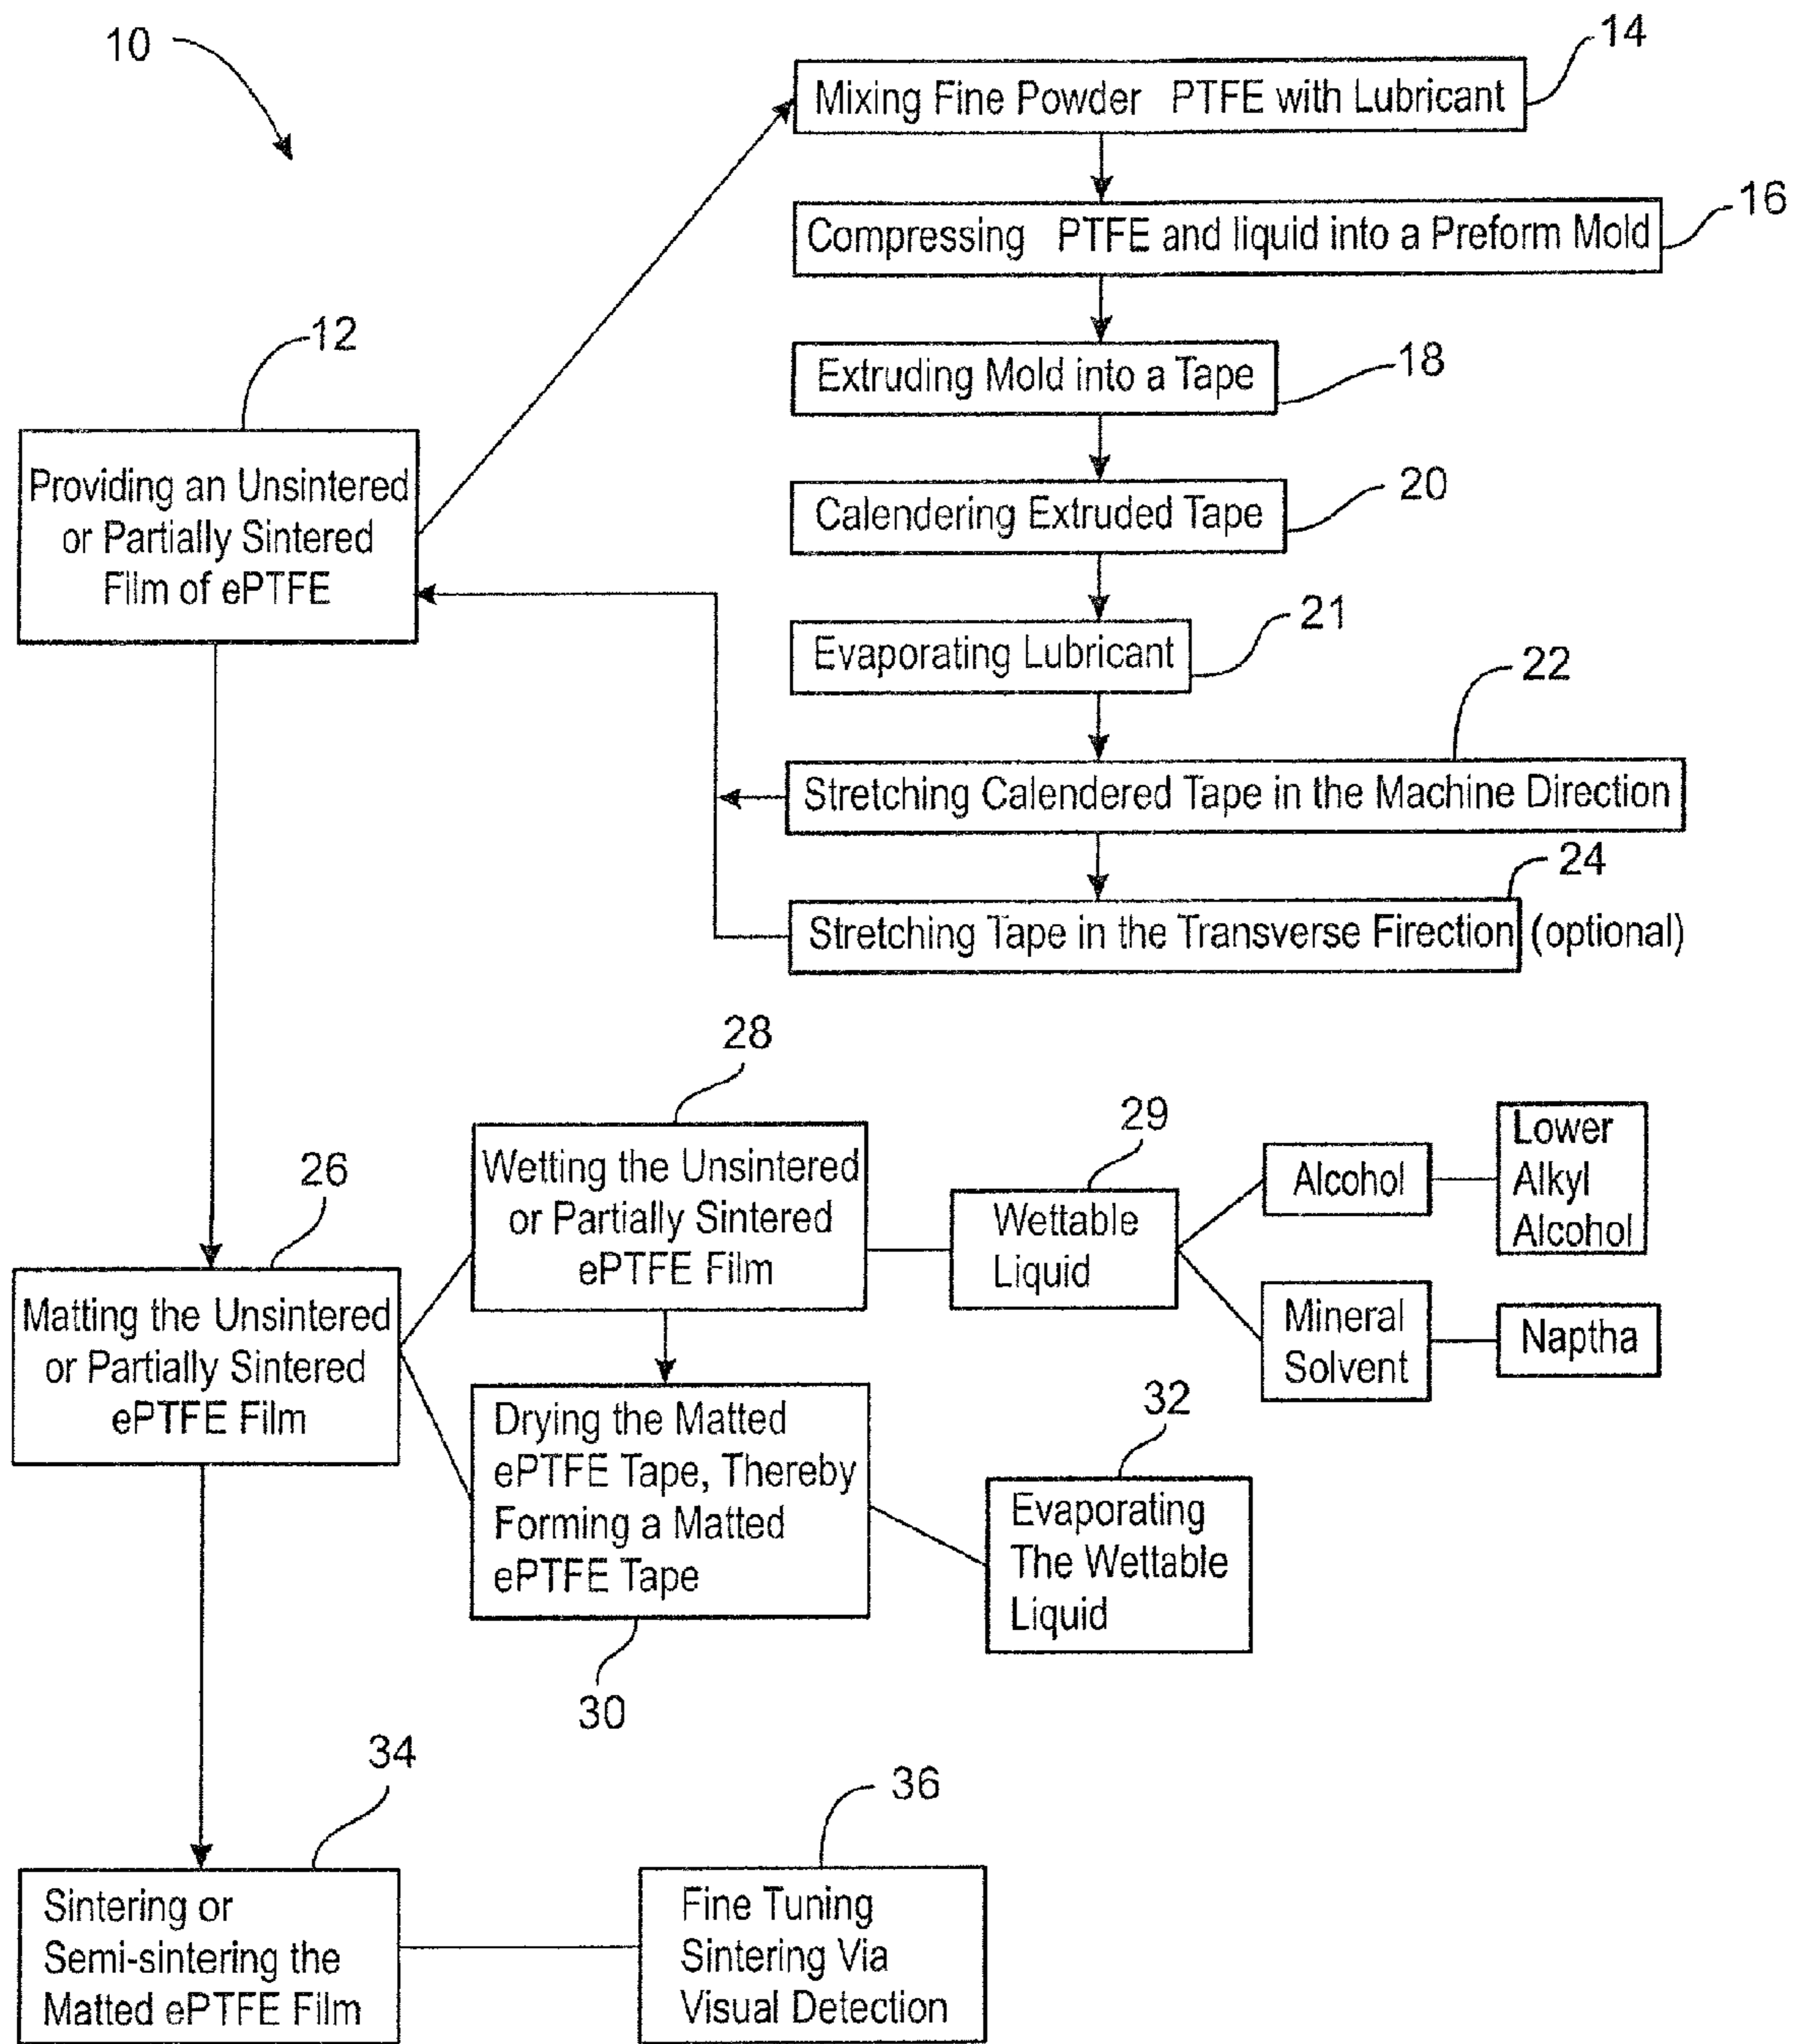 10
14
Mixing Fine Powder PTFE with Lubricant
16
Compressing PTFE and liquid into a Preform Mold
12
18
Extruding Mold into a Tape
Providing an Unsintered
or Partially Sintered
Film of ePTFE
20
Calendering Extruded Tape
21
Evaporating Lubricant
22
Stretching Calendered Tape in the Machine Direction
24
Stretching Tape in the Transverse Firection (optional)
28
Wetting the Unsintered
or Partially Sintered
ePTFE Film
29
Wettable
Liquid
Alcohol
Lower
Alkyl
Alcohol
Mineral
Solvent
Naptha
26
Matting the Unsintered
or Partially Sintered
ePTFE Film
Drying the Matted
ePTFE Tape, Thereby
Forming a Matted
ePTFE Tape
30
32
Evaporating
The Wettable
Liquid
34
Sintering or
Semi-sintering the
Matted ePTFE Film
36
Fine Tuning
Sintering Via
Visual Detection